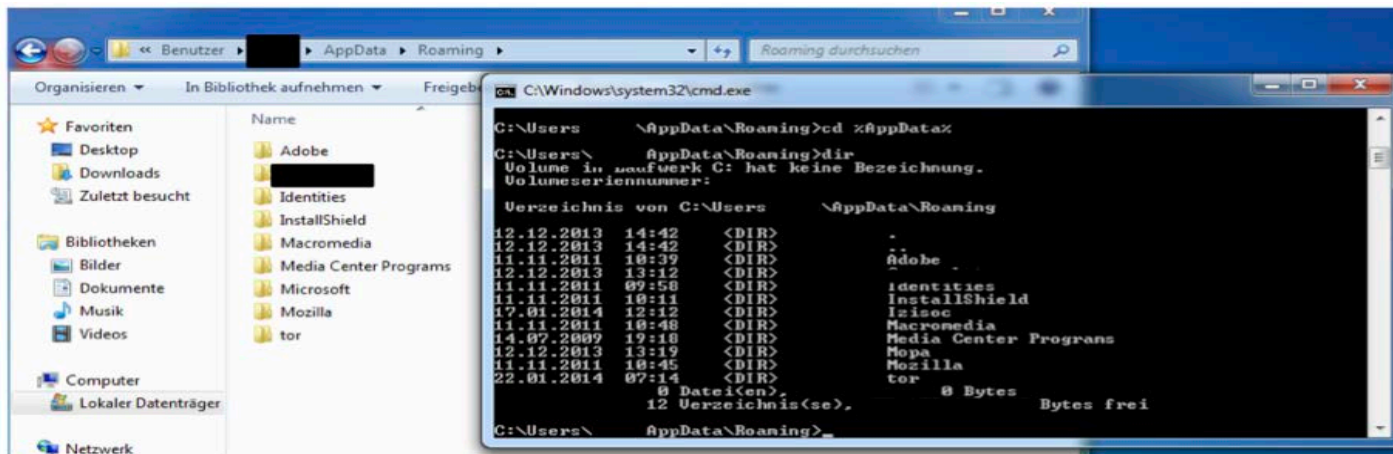 « Benutzer ▸ ▸ AppData ▸ Roaming ▸
Roaming durchsuchen
Organisieren ▾ In Bibliothek aufnehmen ▾
Favoriten
Desktop
Downloads
Zuletzt besucht
Bibliotheken
Bilder
Dokumente
Musik
Videos
Computer
Lokaler Datenträger
Netzwerk
Name
Adobe
Identities
InstallShield
Macromedia
Media Center Programs
Microsoft
Mozilla
tor
C:\Windows\system32\cmd.exe
C:\Users \AppData\Roaming>cd %AppData%
C:\Users\ AppData\Roaming>dir
Volume in Laufwerk C: hat keine Bezeichnung.
Volumeseriennummer:
Verzeichnis von C:\Users \AppData\Roaming
12.12.2013 14:42 <DIR> .
12.12.2013 14:42 <DIR> ..
11.11.2011 10:39 <DIR> Adobe
12.12.2013 13:12 <DIR>
11.11.2011 09:58 <DIR> Identities
11.11.2011 10:11 <DIR> InstallShield
17.01.2014 12:12 <DIR> Izisoc
11.11.2011 10:48 <DIR> Macromedia
14.07.2009 19:18 <DIR> Media Center Programs
12.12.2013 13:19 <DIR> Mopa
11.11.2011 10:45 <DIR> Mozilla
22.01.2014 07:14 <DIR> tor
0 Datei(en), 0 Bytes
12 Verzeichnis(se), Bytes frei
C:\Users\ AppData\Roaming>_